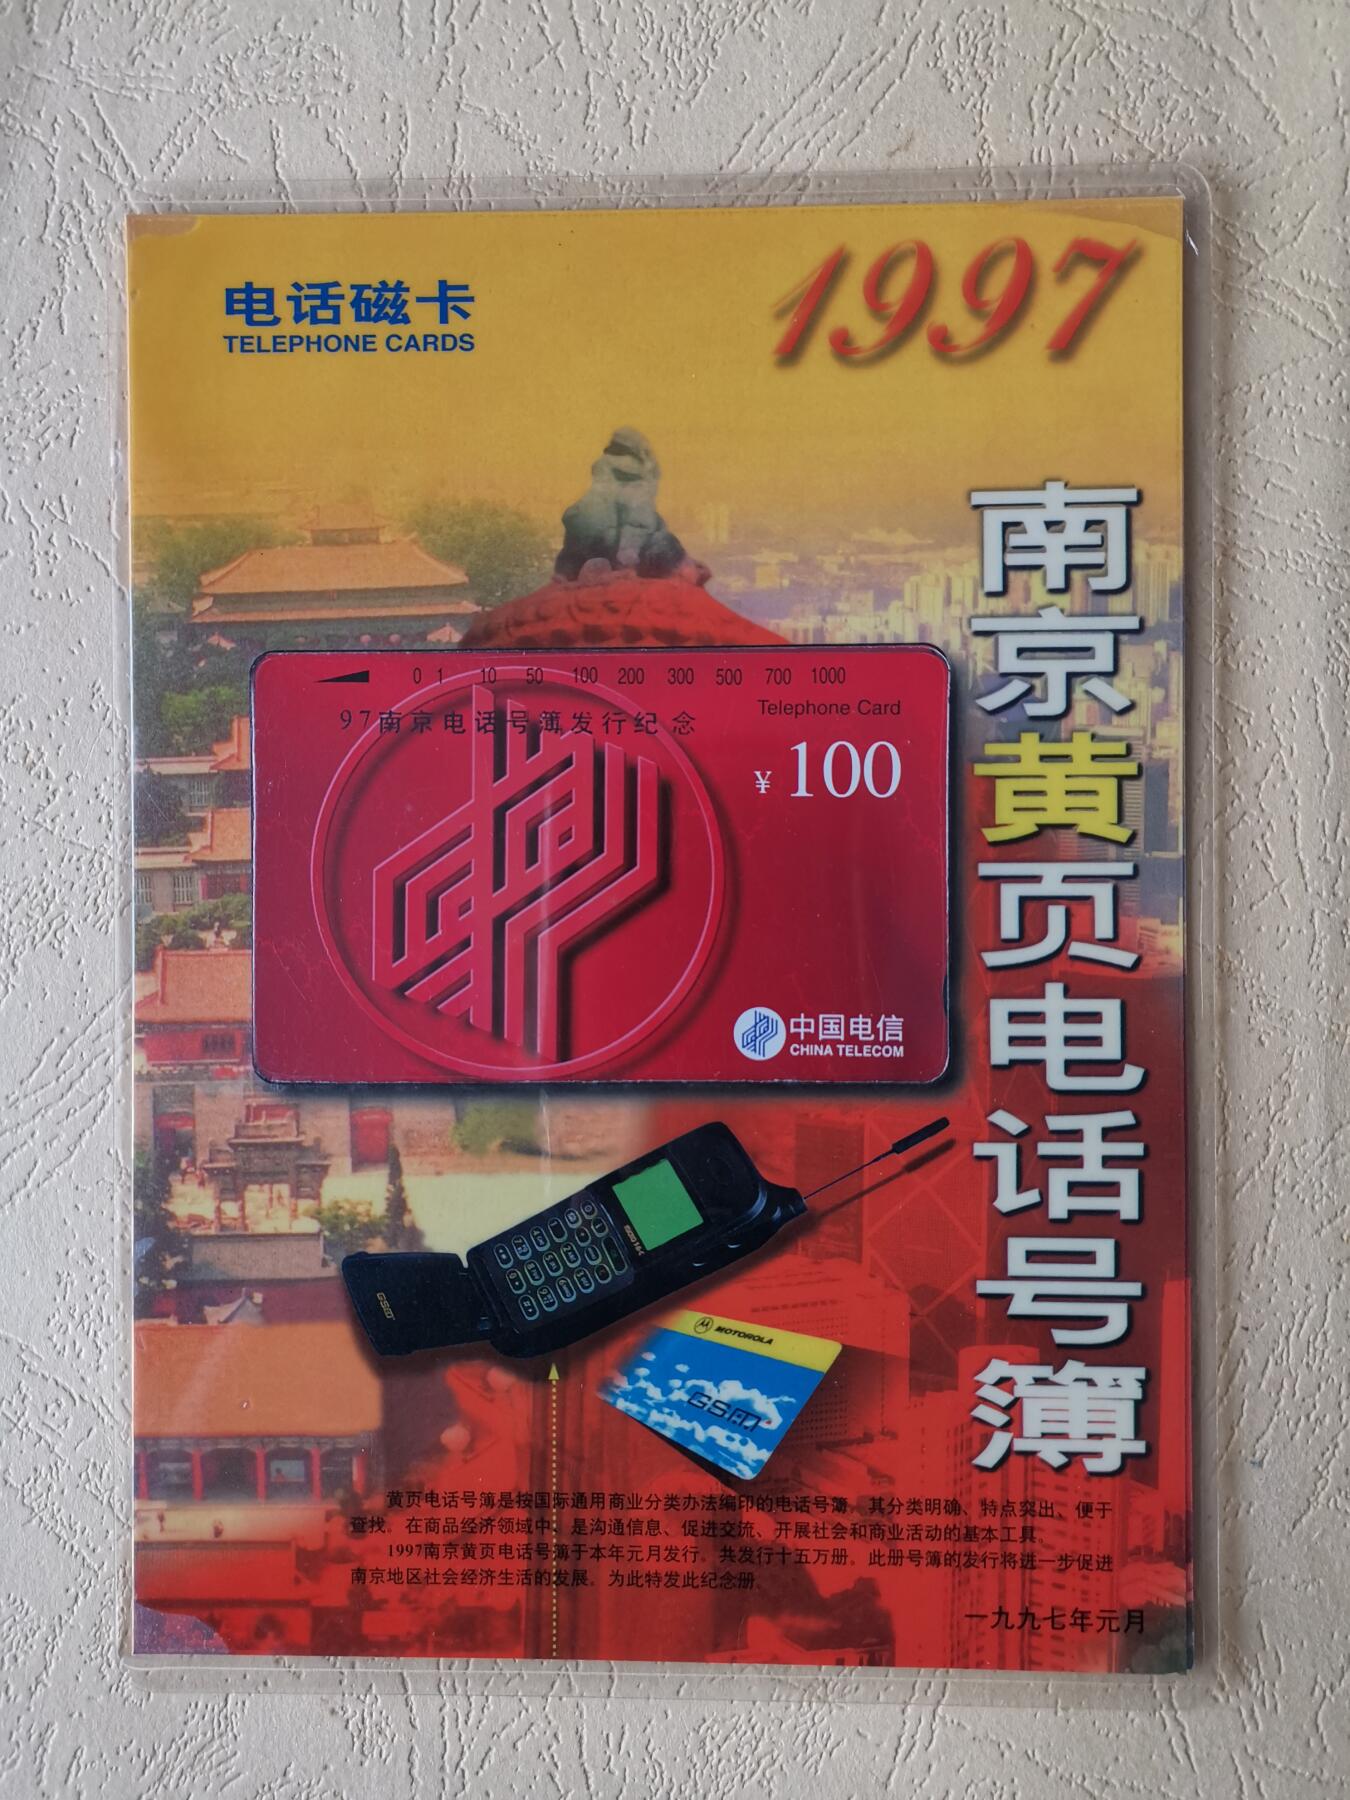 电话磁卡
TELEPHONE CARDS
1997
南京黄页电话号簿
0 1 10 50 100 200 300 500 700 1000
Telephone Card
97南京电话号簿发行纪念
¥ 100
中国电信
CHINA TELECOM
GSM
MOTOROLA
GSM
黄页电话号簿是按国际通用商业分类办法编印的电话号簿。其分类明确、特点突出、便于
查找。在商品经济领域中、是沟通信息、促进交流、开展社会和商业活动的基本工具。
1997南京黄页电话号簿于本年元月发行。共发行十五万册。此册号簿的发行将进一步促进
南京地区社会经济生活的发展。为此特发此纪念册。
一九九七年元月